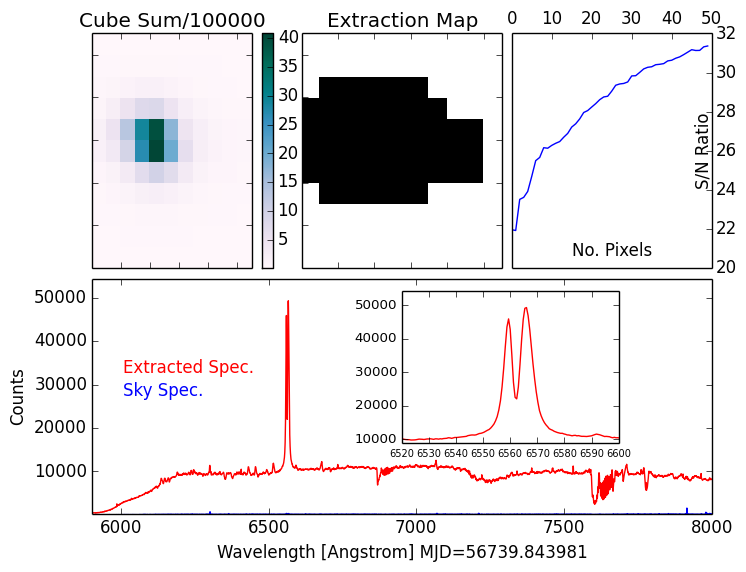 Cube Sum/100000
Extraction Map
0 10 20 30 40 50
40
35
30
25
20
15
10
5
32
30
28
26
24
22
20
S/N Ratio
No. Pixels
50000
40000
30000
20000
10000
Counts
Extracted Spec.
Sky Spec.
50000
40000
30000
20000
10000
6520 6530 6540 6550 6560 6570 6580 6590 6600
6000 6500 7000 7500 8000
Wavelength [Angstrom] MJD=56739.843981